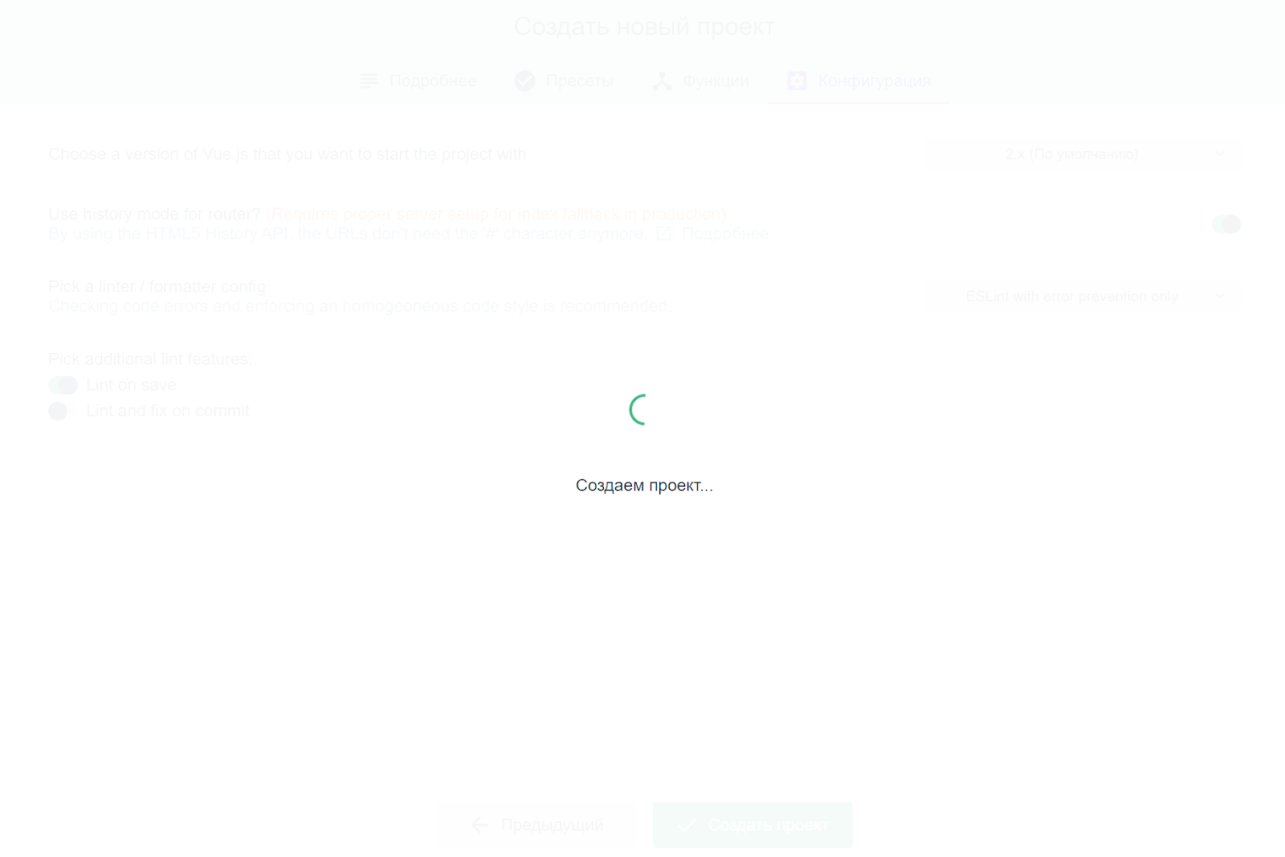 Создать новый проект
Подробнее Пресеты Функции Конфигурация
Choose a version of Vue.js that you want to start the project with 2.x (По умолчанию)
Use history mode for router? (Requires proper server setup for index fallback in production)
By using the HTML5 History API, the URLs don't need the '#' character anymore. Подробнее
Pick a linter / formatter config:
Checking code errors and enforcing an homogeoneous code style is recommended. ESLint with error prevention only
Pick additional lint features:
Lint on save
Lint and fix on commit
Создаем проект...
Предыдущий Создать проект